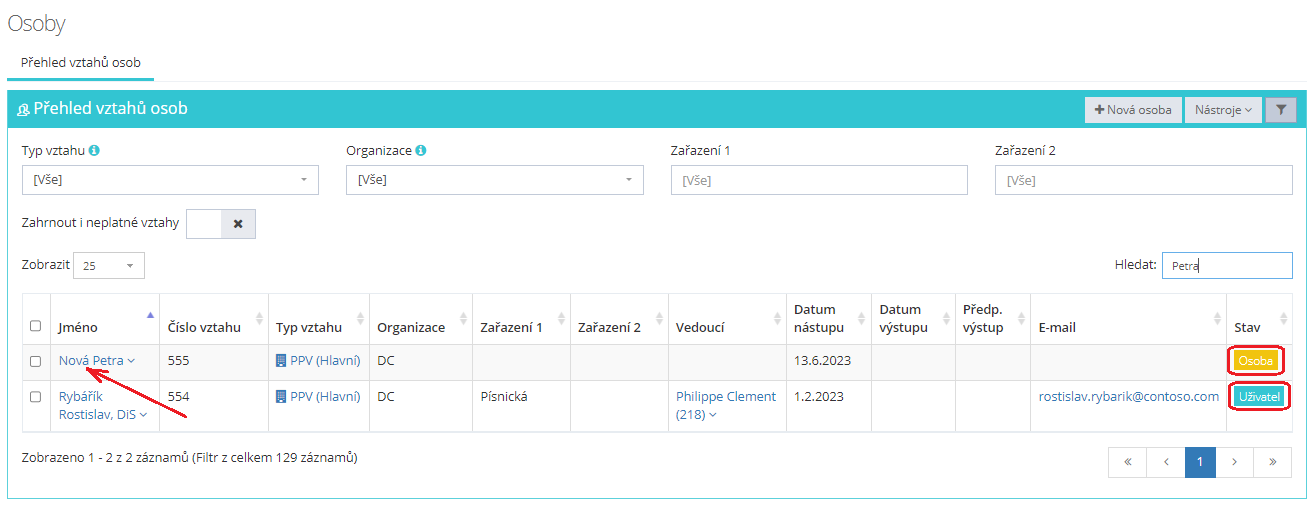 Osoby
Přehled vztahů osob
Přehled vztahů osob
Nová osoba
Nástroje
Typ vztahu
Organizace
Zařazení 1
Zařazení 2
[Vše]
[Vše]
[Vše]
[Vše]
Zahrnout i neplatné vztahy
Zobrazit
25
Hledat:
Petra
Jméno
Číslo vztahu
Typ vztahu
Organizace
Zařazení 1
Zařazení 2
Vedoucí
Datum
nástupu
Datum
výstupu
Předp.
výstup
E-mail
Stav
Nová Petra
555
PPV (Hlavní)
DC
13.6.2023
Osoba
Rybářík
Rostislav, DiS
554
PPV (Hlavní)
DC
Písnická
Philippe Clement
(218)
1.2.2023
rostislav.rybarik@contoso.com
Uživatel
Zobrazeno 1 - 2 z 2 záznamů (Filtr z celkem 129 záznamů)
« ‹ 1 › »